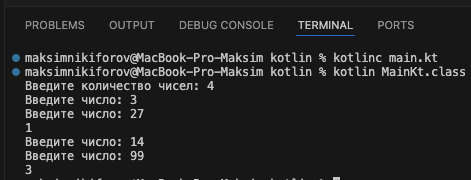 PROBLEMS OUTPUT DEBUG CONSOLE TERMINAL PORTS
maksimnikiforov@MacBook-Pro-Maksim kotlin % kotlinc main.kt
maksimnikiforov@MacBook-Pro-Maksim kotlin % kotlin MainKt.class
Введите количество чисел: 4
Введите число: 3
Введите число: 27
1
Введите число: 14
Введите число: 99
3